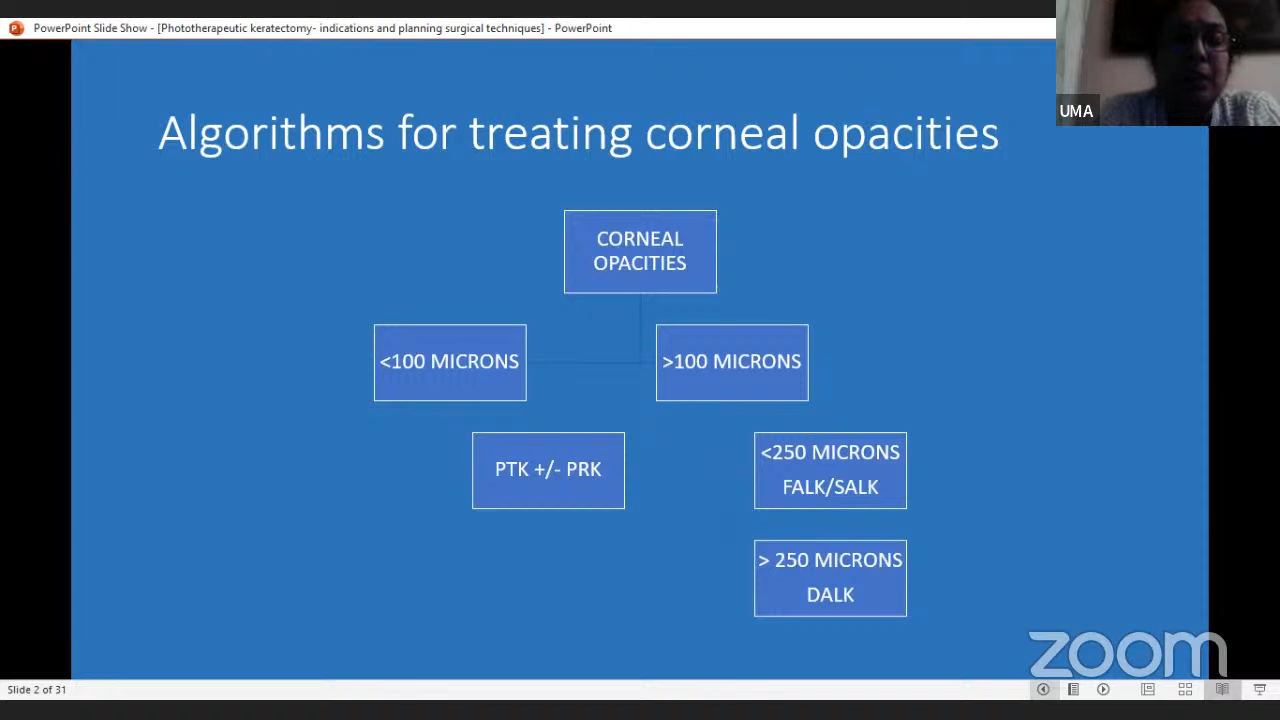 PowerPoint Slide Show - [Phototherapeutic keratectomy- indications and planning surgical techniques] - PowerPoint
UMA
Algorithms for treating corneal opacities
CORNEAL
OPACITIES
<100 MICRONS
>100 MICRONS
PTK +/- PRK
<250 MICRONS
FALK/SALK
> 250 MICRONS
DALK
zoom
Slide 2 of 31